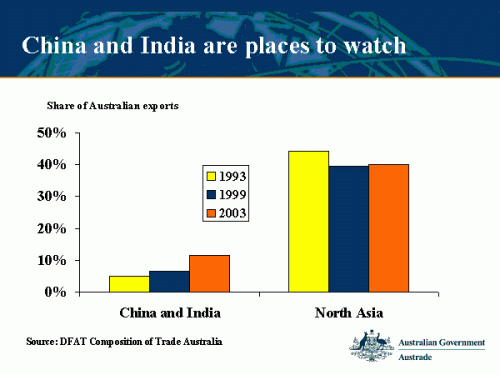 China and India are places to watch
Share of Australian exports
50%
40%
30%
20%
10%
0%
1993
1999
2003
China and India
North Asia
Source: DFAT Composition of Trade Australia
Australian Government
Austrade